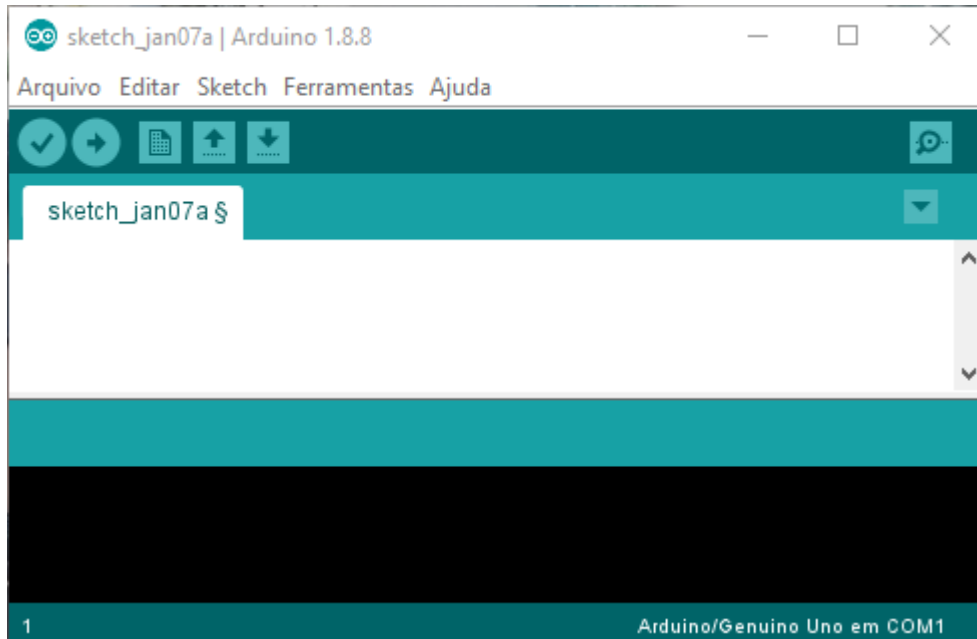 sketch_jan07a | Arduino 1.8.8
Arquivo Editar Sketch Ferramentas Ajuda
sketch_jan07a §
1 Arduino/Genuino Uno em COM1